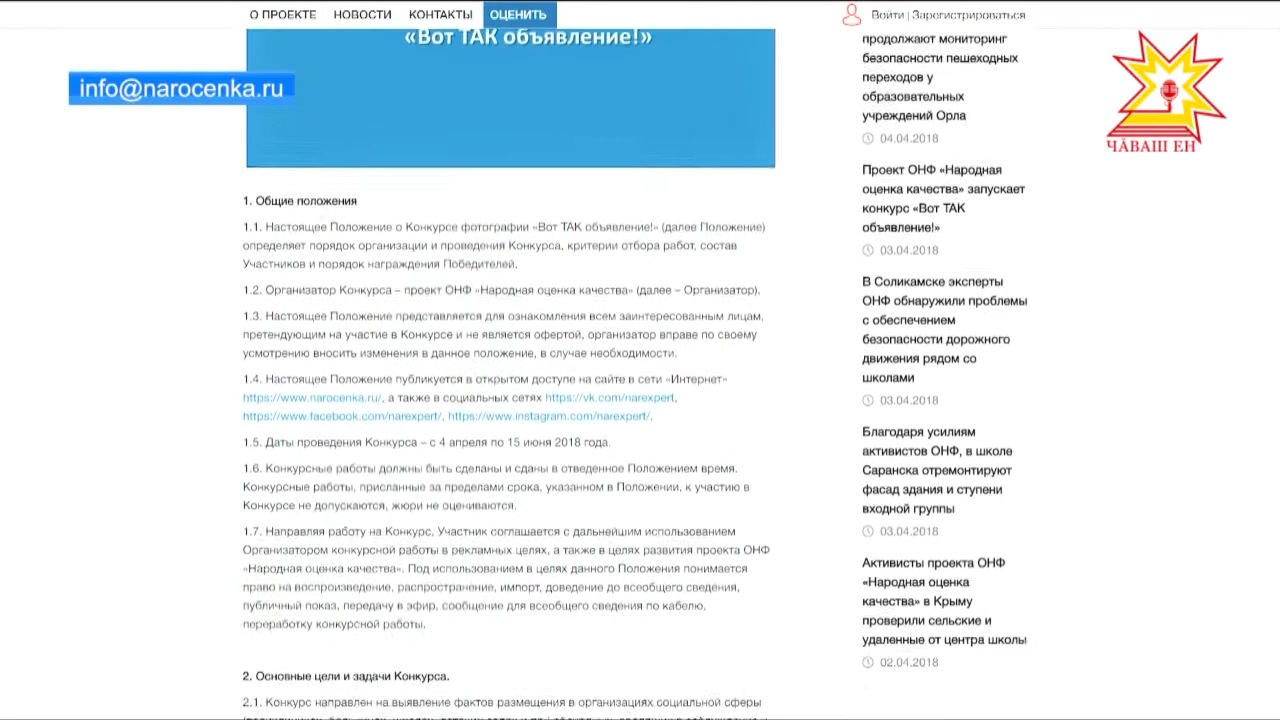 О ПРОЕКТЕ НОВОСТИ КОНТАКТЫ ОЦЕНИТЬ
Войти | Зарегистрироваться
«Вот ТАК объявление!»
info@narocenka.ru
1. Общие положения
1.1. Настоящее Положение о Конкурсе фотографии «Вот ТАК объявление!» (далее Положение)
определяет порядок организации и проведения Конкурса, критерии отбора работ, состав
Участников и порядок награждения Победителей.
1.2. Организатор Конкурса – проект ОНФ «Народная оценка качества» (далее – Организатор).
1.3. Настоящее Положение представляется для ознакомления всем заинтересованным лицам,
претендующим на участие в Конкурсе и не является офертой, организатор вправе по своему
усмотрению вносить изменения в данное положение, в случае необходимости.
1.4. Настоящее Положение публикуется в открытом доступе на сайте в сети «Интернет»
https://www.narocenka.ru/, а также в социальных сетях https://vk.com/narexpert,
https://www.facebook.com/narexpert/, https://www.instagram.com/narexpert/.
1.5. Даты проведения Конкурса – с 4 апреля по 15 июня 2018 года.
1.6. Конкурсные работы должны быть сделаны и сданы в отведенное Положением время.
Конкурсные работы, присланные за пределами срока, указанном в Положении, к участию в
Конкурсе не допускаются, жюри не оцениваются.
1.7. Направляя работу на Конкурс, Участник соглашается с дальнейшим использованием
Организатором конкурсной работы в рекламных целях, а также в целях развития проекта ОНФ
«Народная оценка качества». Под использованием в целях данного Положения понимается
право на воспроизведение, распространение, импорт, доведение до всеобщего сведения,
публичный показ, передачу в эфир, сообщение для всеобщего сведения по кабелю,
переработку конкурсной работы.
2. Основные цели и задачи Конкурса.
2.1. Конкурс направлен на выявление фактов размещения в организациях социальной сферы
продолжают мониторинг
безопасности пешеходных
переходов у
образовательных
учреждений Орла
04.04.2018
Проект ОНФ «Народная
оценка качества» запускает
конкурс «Вот ТАК
объявление!»
03.04.2018
В Соликамске эксперты
ОНФ обнаружили проблемы
с обеспечением
безопасности дорожного
движения рядом со
школами
03.04.2018
Благодаря усилиям
активистов ОНФ, в школе
Саранска отремонтируют
фасад здания и ступени
входной группы
03.04.2018
Активисты проекта ОНФ
«Народная оценка
качества» в Крыму
проверили сельские и
удаленные от центра школы
02.04.2018
ЧӐВАШ ЕН